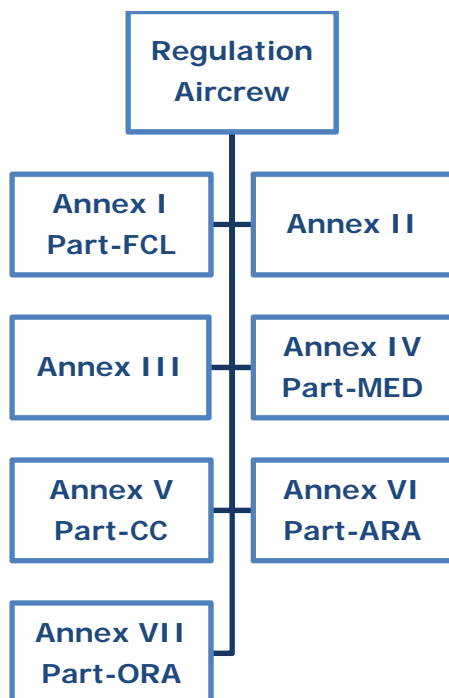 Regulation
Aircrew
Annex I
Part-FCL
Annex II
Annex III
Annex IV
Part-MED
Annex V
Part-CC
Annex VI
Part-ARA
Annex VII
Part-ORA